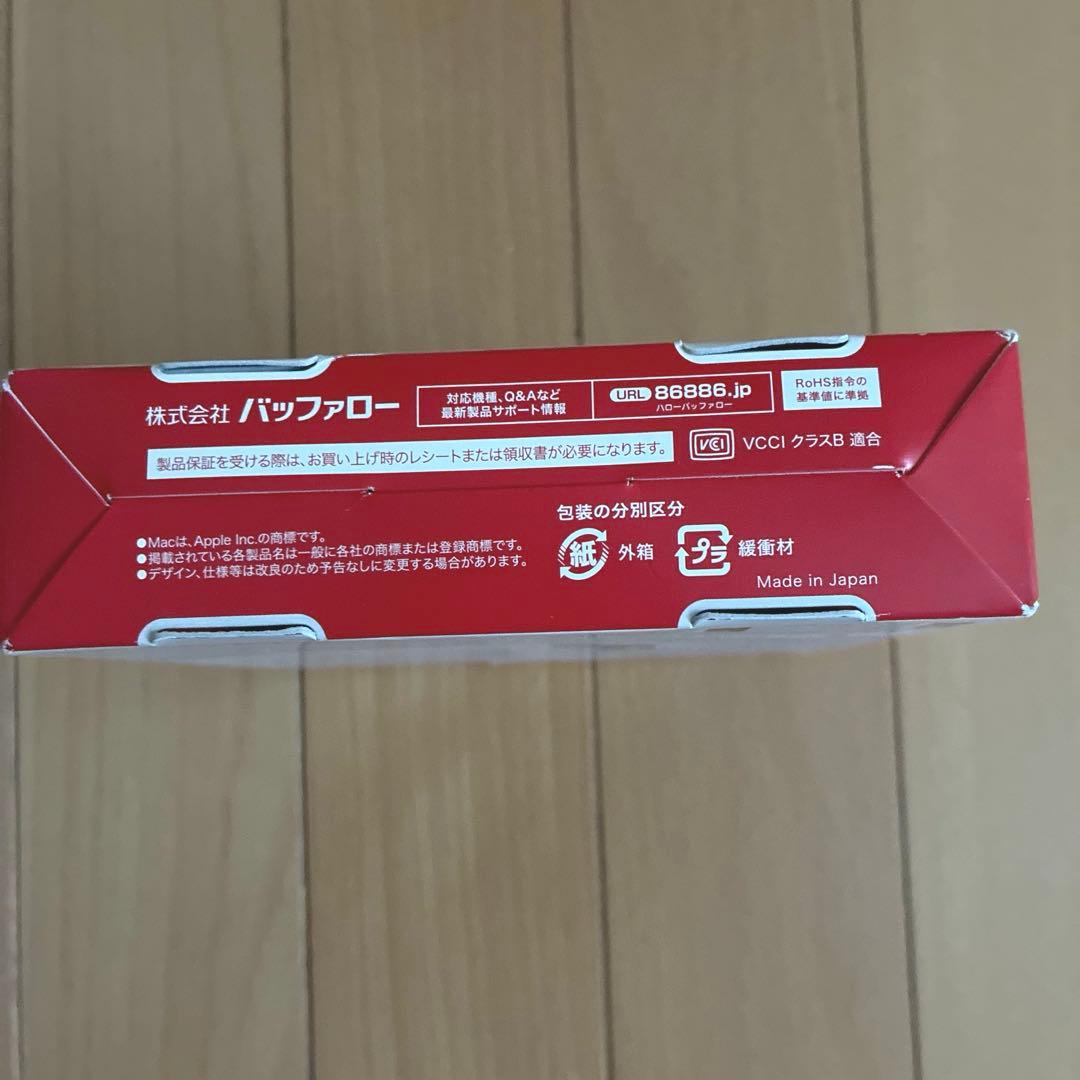 株式会社 バッファロー
対応機種、Q&Aなど
最新製品サポート情報
URL 86886.jp
ハローバッファロー
RoHS指令の
基準値に準拠
製品保証を受ける際は、お買い上げ時のレシートまたは領収書が必要になります。
VCCI VCCI クラスB 適合
●Macは、Apple Inc.の商標です。
●掲載されている各製品名は一般に各社の商標または登録商標です。
●デザイン、仕様等は改良のため予告なしに変更する場合があります。
包装の分別区分
紙 外箱 プラ 緩衝材
Made in Japan